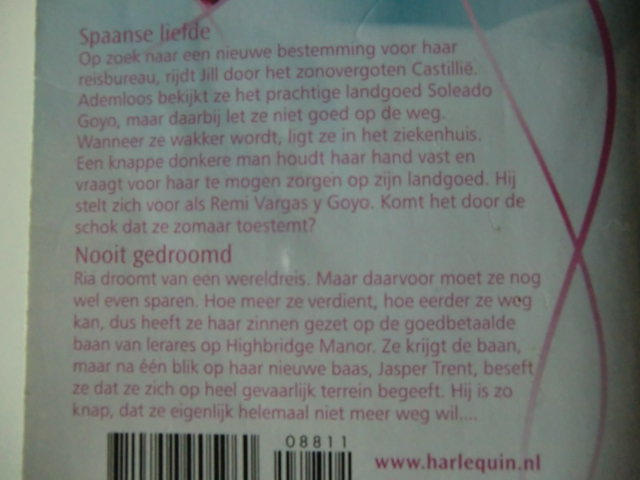 Spaanse liefde
Op zoek naar een nieuwe bestemming voor haar
reisbureau, rijdt Jill door het zonovergoten Castillië.
Ademloos bekijkt ze het prachtige landgoed Soleado
Goyo, maar daarbij let ze niet goed op de weg.
Wanneer ze wakker wordt, ligt ze in het ziekenhuis.
Een knappe donkere man houdt haar hand vast en
vraagt voor haar te mogen zorgen op zijn landgoed. Hij
stelt zich voor als Remi Vargas y Goyo. Komt het door de
schok dat ze zomaar toestemt?
Nooit gedroomd
Ria droomt van een wereldreis. Maar daarvoor moet ze nog
wel even sparen. Hoe meer ze verdient, hoe eerder ze weg
kan, dus heeft ze haar zinnen gezet op de goedbetaalde
baan van lerares op Highbridge Manor. Ze krijgt de baan,
maar na één blik op haar nieuwe baas, Jasper Trent, beseft
ze dat ze zich op heel gevaarlijk terrein begeeft. Hij is zo
knap, dat ze eigenlijk helemaal niet meer weg wil....
08811
www.harlequin.nl